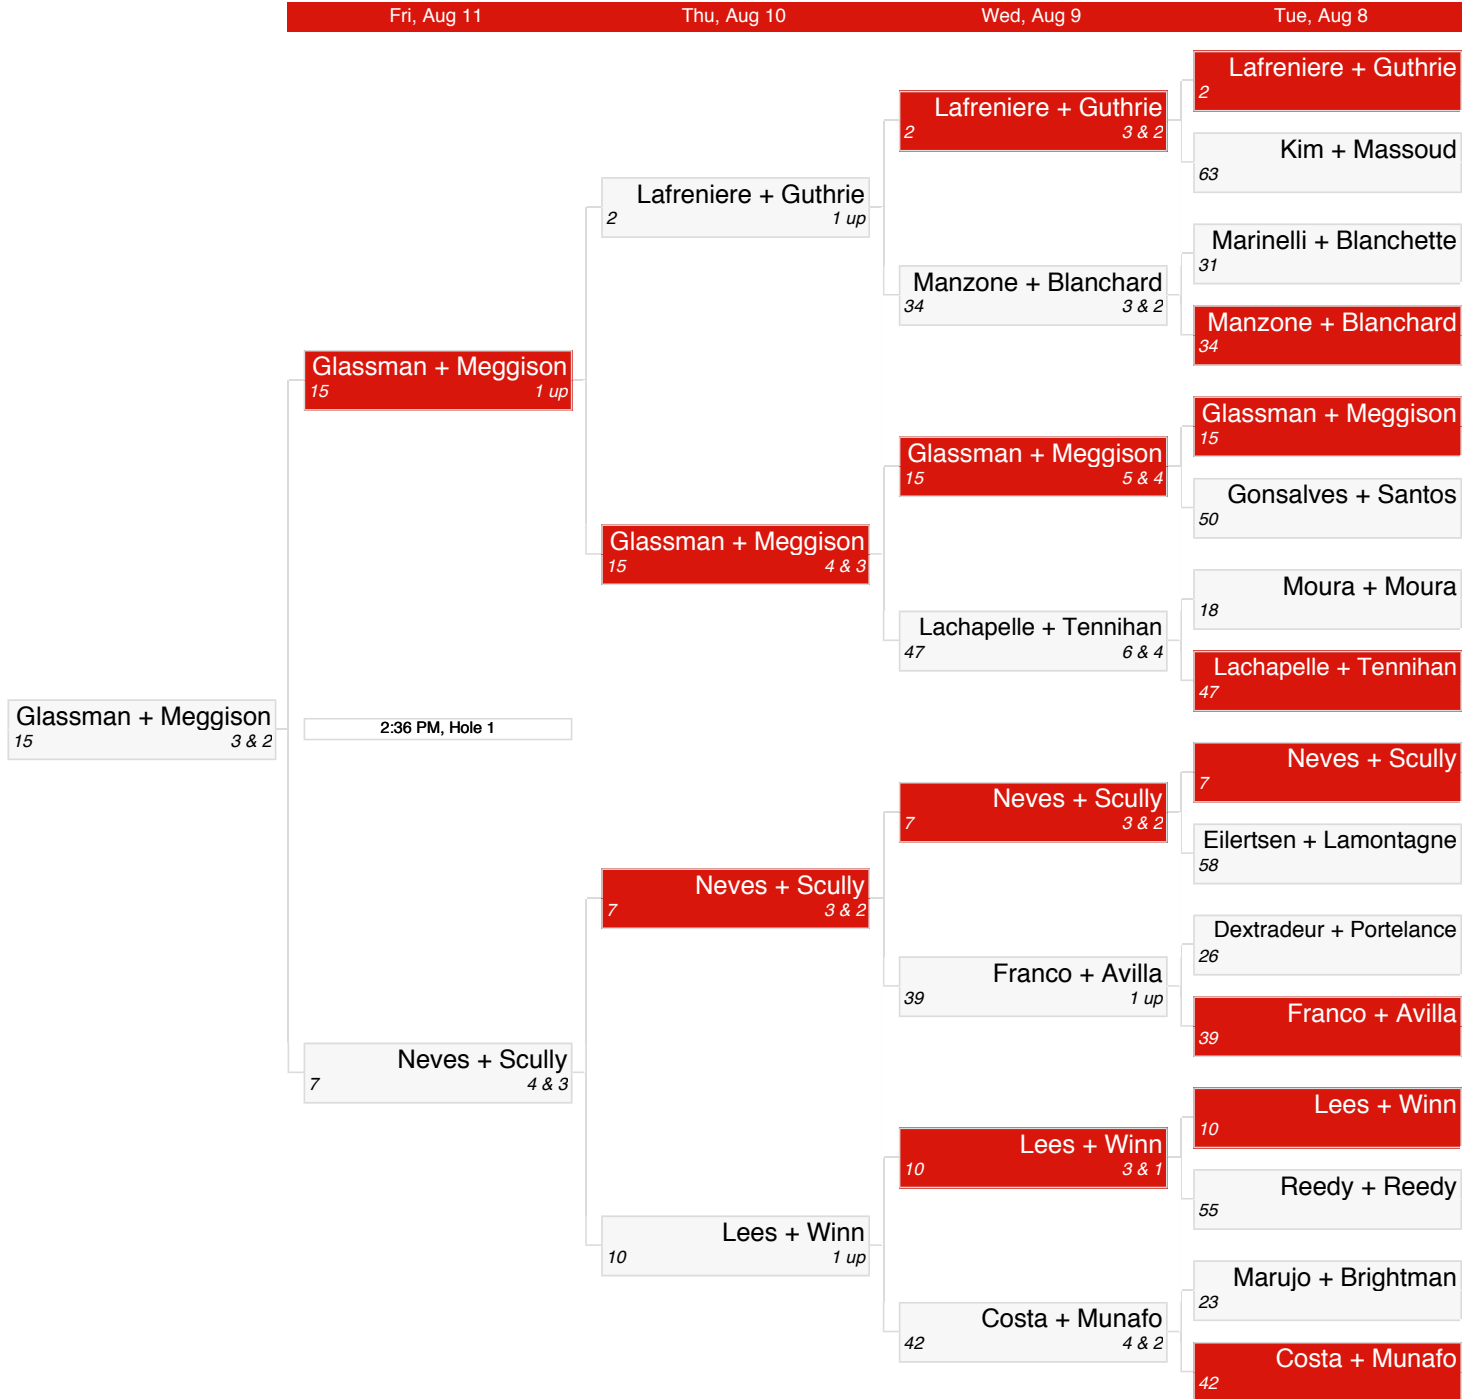 Fri, Aug 11
Thu, Aug 10
Wed, Aug 9
Tue, Aug 8
Glassman + Meggison
15 3 & 2
Glassman + Meggison
15 1 up
2:36 PM, Hole 1
Neves + Scully
7 4 & 3
Lafreniere + Guthrie
2 1 up
Glassman + Meggison
15 4 & 3
Neves + Scully
7 3 & 2
Lees + Winn
10 1 up
Lafreniere + Guthrie
2 3 & 2
Manzone + Blanchard
34 3 & 2
Glassman + Meggison
15 5 & 4
Lachapelle + Tennihan
47 6 & 4
Neves + Scully
7 3 & 2
Franco + Avilla
39 1 up
Lees + Winn
10 3 & 1
Costa + Munafo
42 4 & 2
Lafreniere + Guthrie
2
Kim + Massoud
63
Marinelli + Blanchette
31
Manzone + Blanchard
34
Glassman + Meggison
15
Gonsalves + Santos
50
Moura + Moura
18
Lachapelle + Tennihan
47
Neves + Scully
7
Eilertsen + Lamontagne
58
Dextradeur + Portelance
26
Franco + Avilla
39
Lees + Winn
10
Reedy + Reedy
55
Marujo + Brightman
23
Costa + Munafo
42